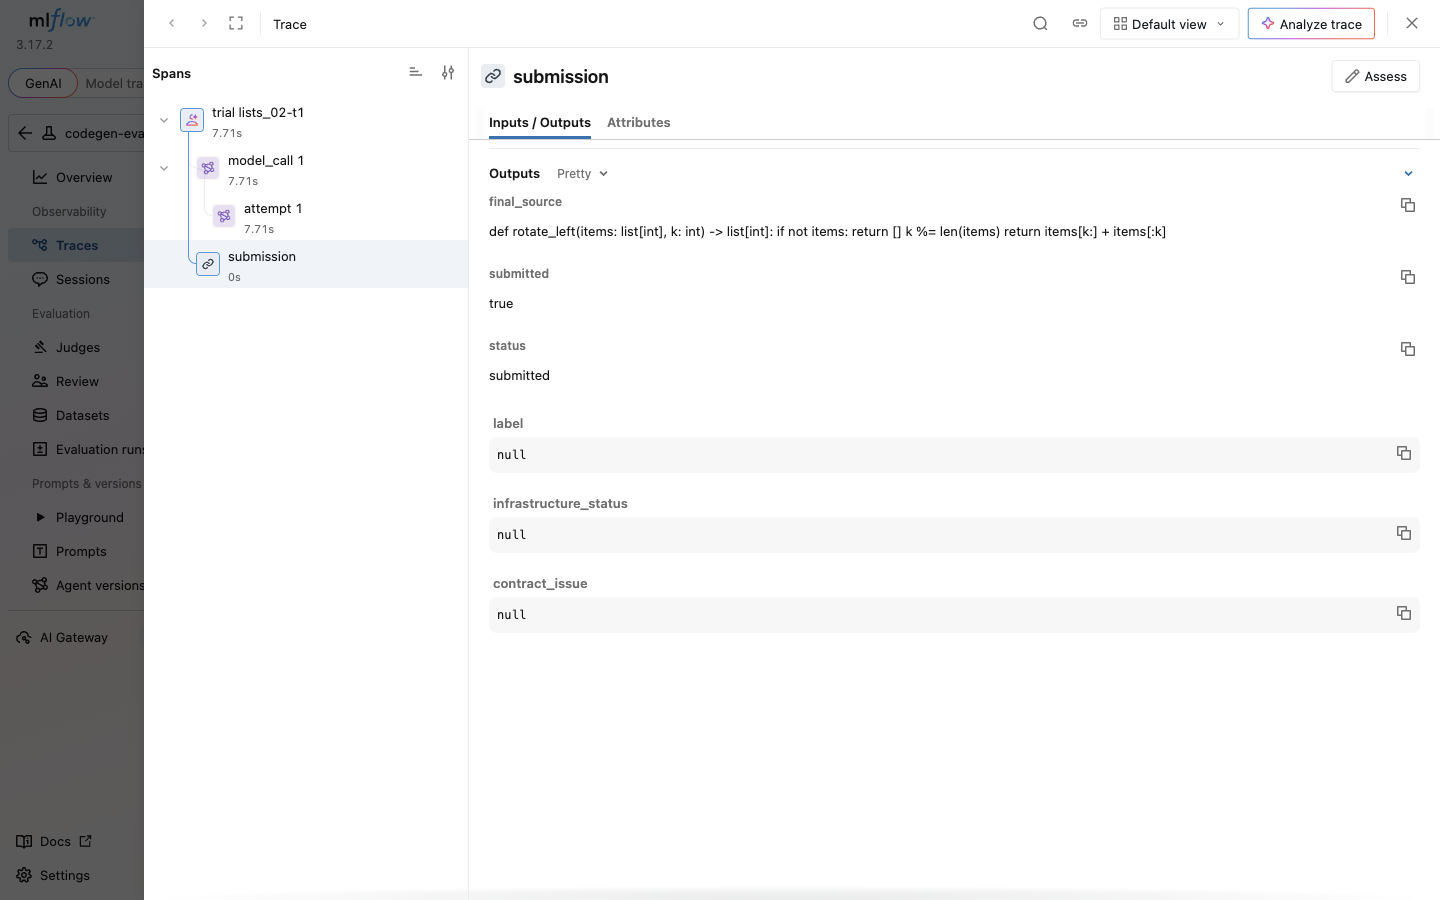 mlflow
3.17.2
GenAI
Model tra
codegen-eva
Overview
Observability
Traces
Sessions
Evaluation
Judges
Review
Datasets
Evaluation runs
Prompts & versions
Playground
Prompts
Agent versions
AI Gateway
Docs
Settings
Trace
Default view
Analyze trace
Spans
trial lists_02-t1
7.71s
model_call 1
7.71s
attempt 1
7.71s
submission
0s
submission
Assess
Inputs / Outputs
Attributes
Outputs
Pretty
final_source
def rotate_left(items: list[int], k: int) -> list[int]: if not items: return [] k %= len(items) return items[k:] + items[:k]
submitted
true
status
submitted
label
null
infrastructure_status
null
contract_issue
null